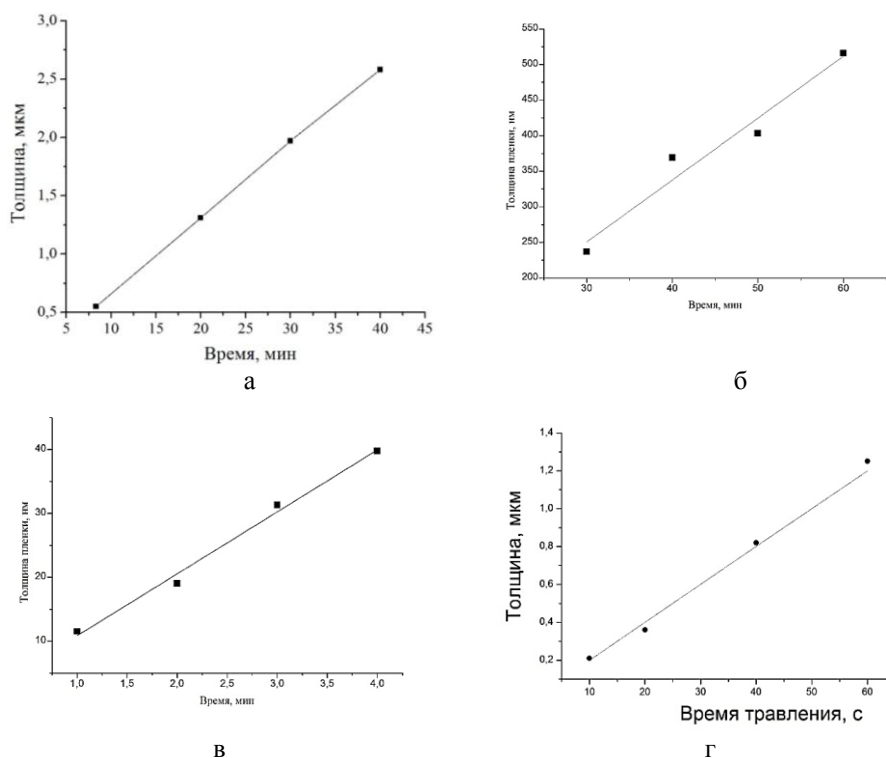 3,0
2,5
2,0
1,5
1,0
0,5
5 10 15 20 25 30 35 40 45
Толщина, мкм
Время, мин
а
550
500
450
400
350
300
250
200
30 40 50 60
Толщина пленки, нм
Время, мин
б
40
30
20
10
1,0 1,5 2,0 2,5 3,0 3,5 4,0
Толщина пленки, нм
Время, мин
в
1,4
1,2
1,0
0,8
0,6
0,4
0,2
10 20 30 40 50 60
Толщина, мкм
Время травления, с
г